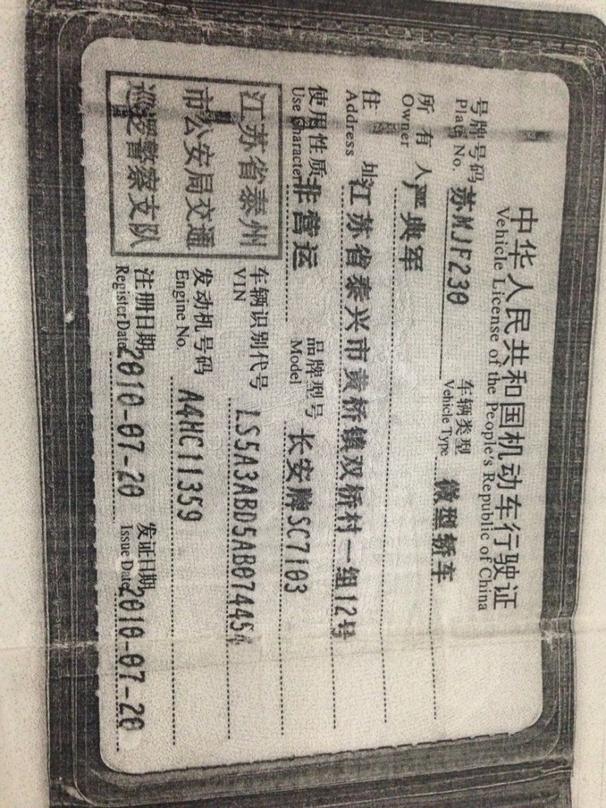 中华人民共和国机动车行驶证
Vehicle License of the People's Republic of China
号牌号码 苏MJF230 车辆类型 微型轿车
Plate No. Vehicle Type
所有人 严典军
Owner
住址 江苏省泰兴市黄桥镇双桥村一组12号
Address
使用性质 非营运 品牌型号 长安牌SC7103
Use Character Model
江苏省泰州
市公安局交通
巡逻警察支队
车辆识别代号 LS5A3ABD5AB074454
VIN
发动机号码 A4HC11359
Engine No.
注册日期 2010-07-20 发证日期 2010-07-20
Register Date Issue Date